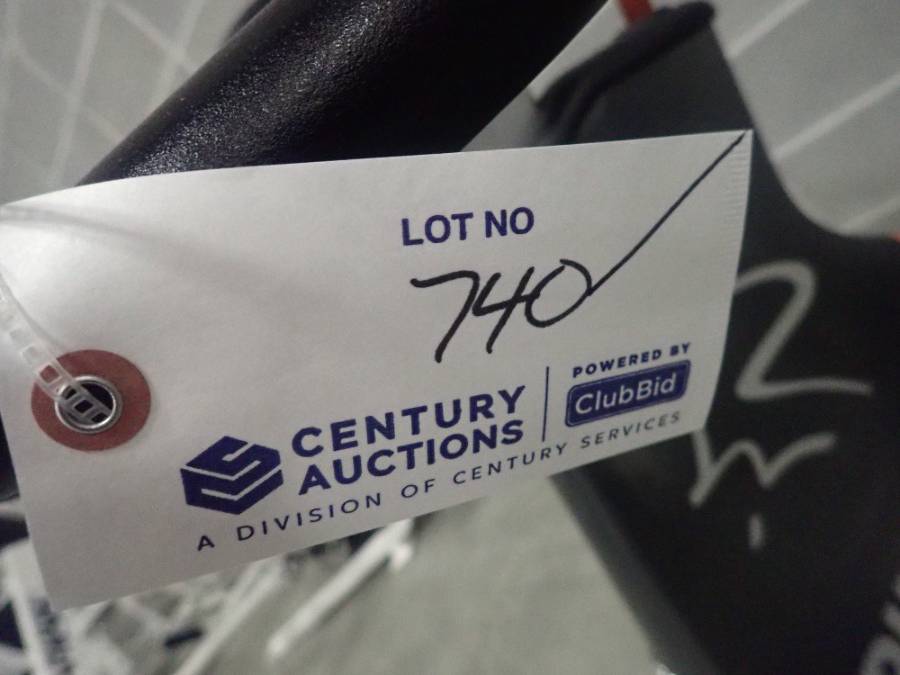 LOT NO
740
CENTURY
AUCTIONS
POWERED BY
ClubBid
A DIVISION OF CENTURY SERVICES